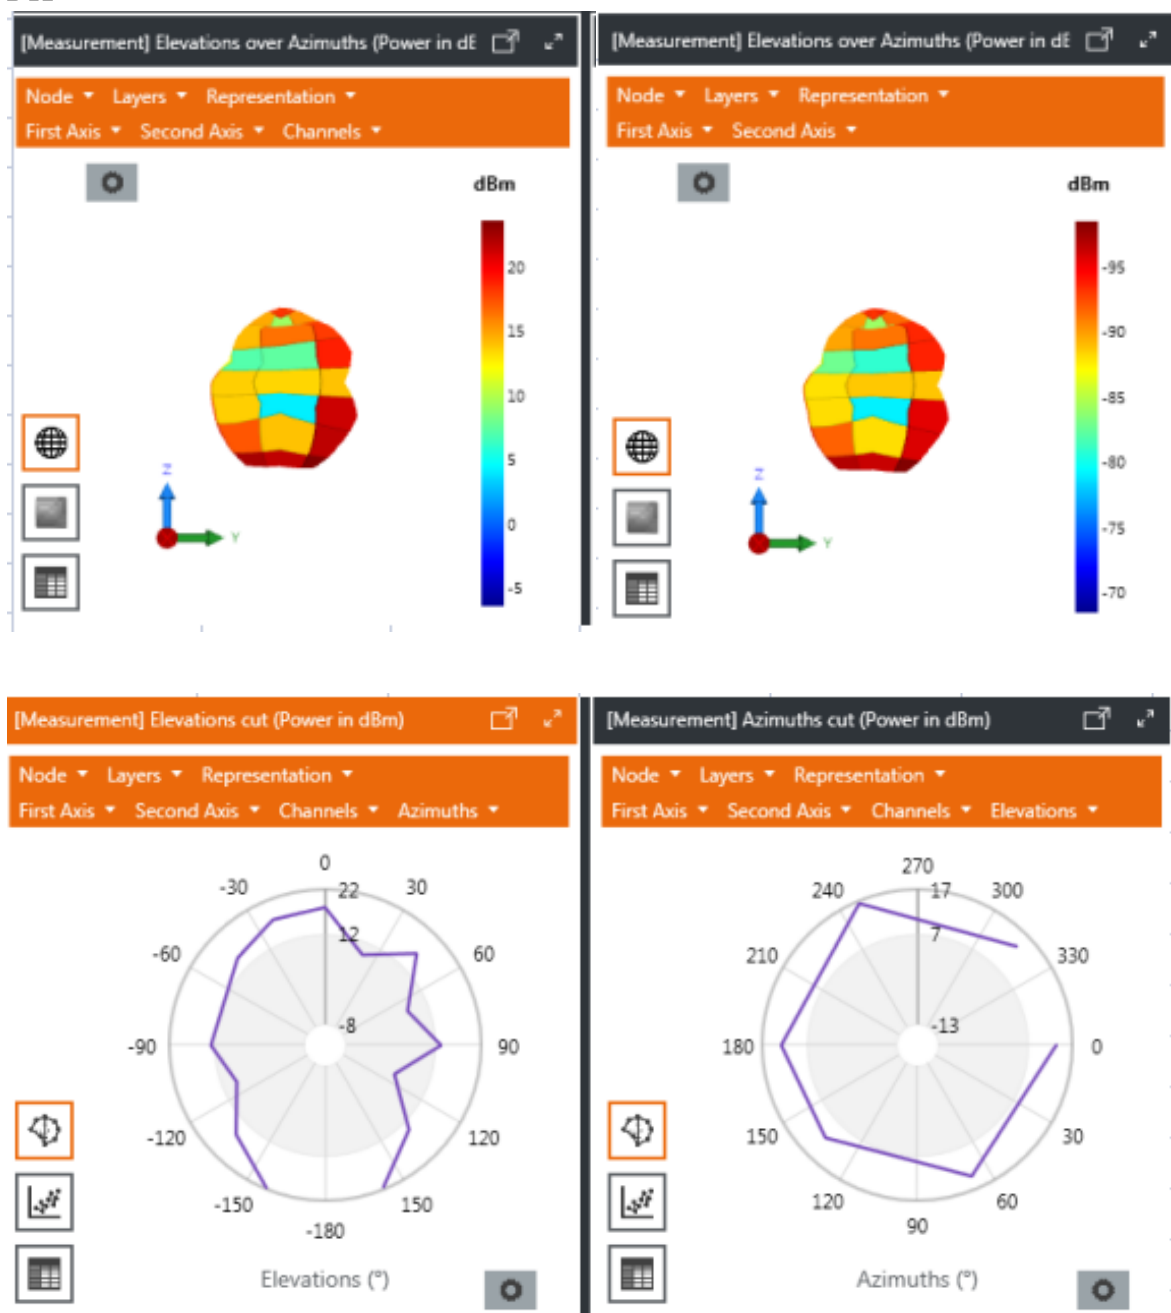 [Measurement] Elevations over Azimuths (Power in dB
Node Layers Representation
First Axis Second Axis Channels
dBm
20
15
10
5
0
-5
Z
Y
[Measurement] Elevations over Azimuths (Power in dB
Node Layers Representation
First Axis Second Axis
dBm
-95
-90
-85
-80
-75
-70
Z
Y
[Measurement] Elevations cut (Power in dBm)
Node Layers Representation
First Axis Second Axis Channels Azimuths
0
-30 22 30
12
-60 60
-8
-90 90
-120 120
-150 150
-180
Elevations (°)
[Measurement] Azimuths cut (Power in dBm)
Node Layers Representation
First Axis Second Axis Channels Elevations
270
240 17 300
7
210 330
-13
180 0
150 30
120 60
90
Azimuths (°)